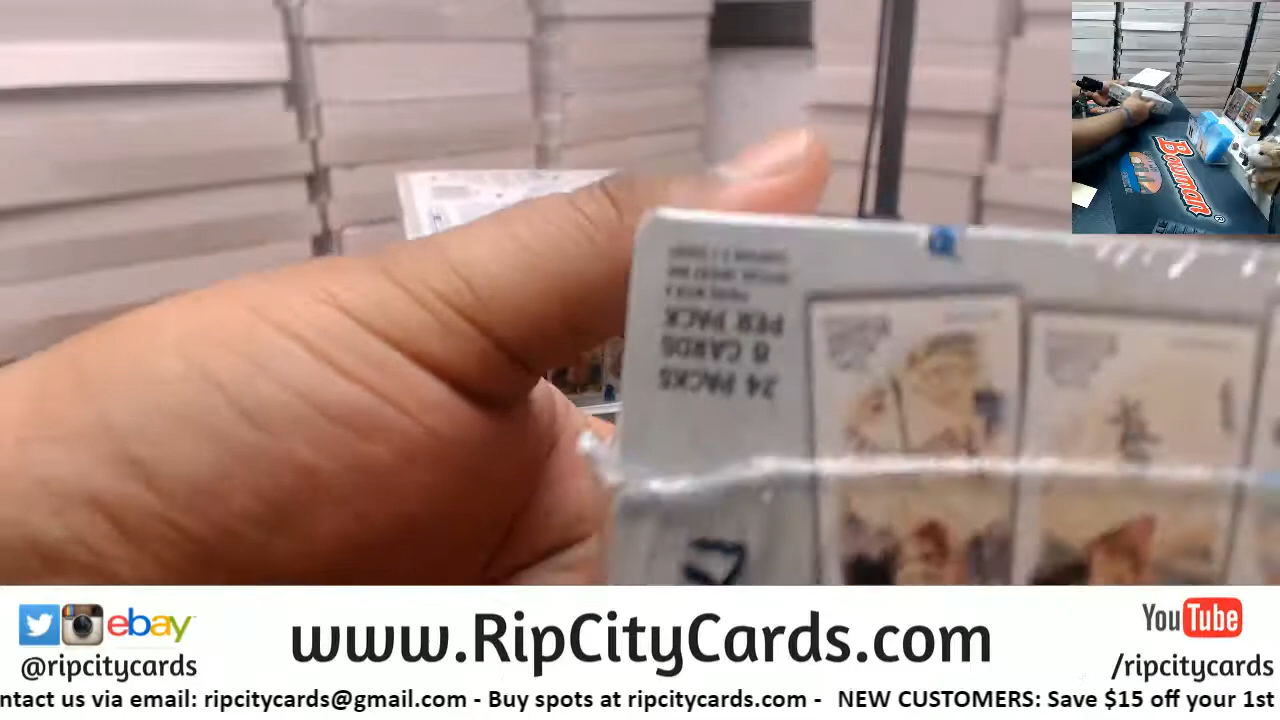 24 PACKS
8 CARDS
PER PACK
Bowman
ebay
@ripcitycards
www.RipCityCards.com
YouTube
/ripcitycards
ntact us via email: ripcitycards@gmail.com - Buy spots at ripcitycards.com - NEW CUSTOMERS: Save $15 off your 1st